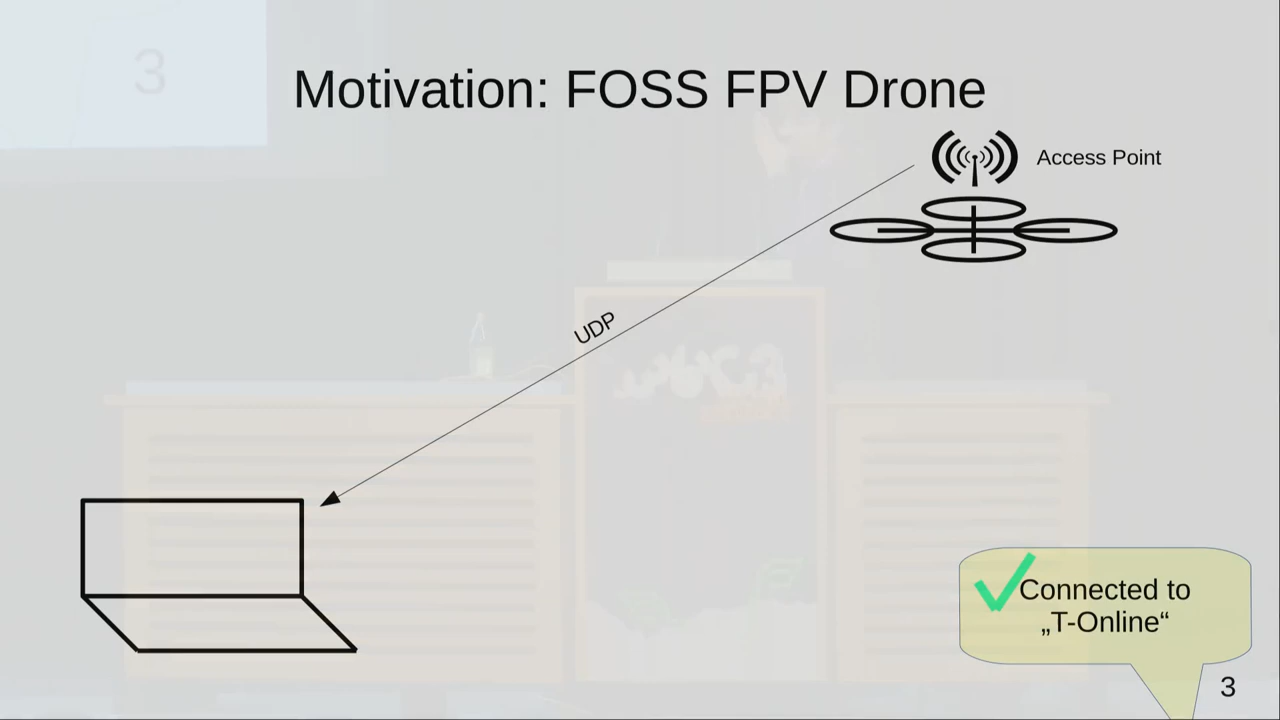 3
Motivation: FOSS FPV Drone
Access Point
UDP
Connected to
„T-Online“
3